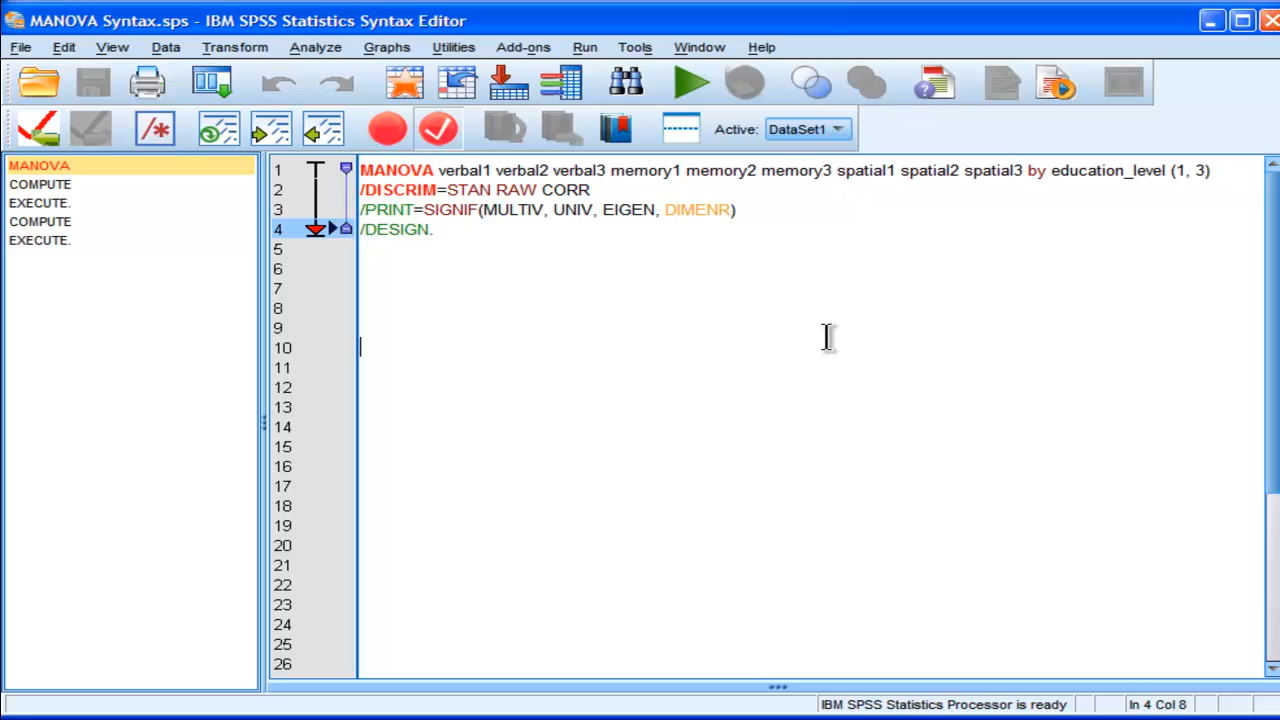 MANOVA Syntax.sps - IBM SPSS Statistics Syntax Editor
File Edit View Data Transform Analyze Graphs Utilities Add-ons Run Tools Window Help
Active: DataSet1
MANOVA
COMPUTE
EXECUTE.
COMPUTE
EXECUTE.
1 MANOVA verbal1 verbal2 verbal3 memory1 memory2 memory3 spatial1 spatial2 spatial3 by education_level (1, 3)
2 /DISCRIM=STAN RAW CORR
3 /PRINT=SIGNIF(MULTIV, UNIV, EIGEN, DIMENR)
4 /DESIGN.
5
6
7
8
9
10
11
12
13
14
15
16
17
18
19
20
21
22
23
24
25
26
IBM SPSS Statistics Processor is ready In 4 Col 8